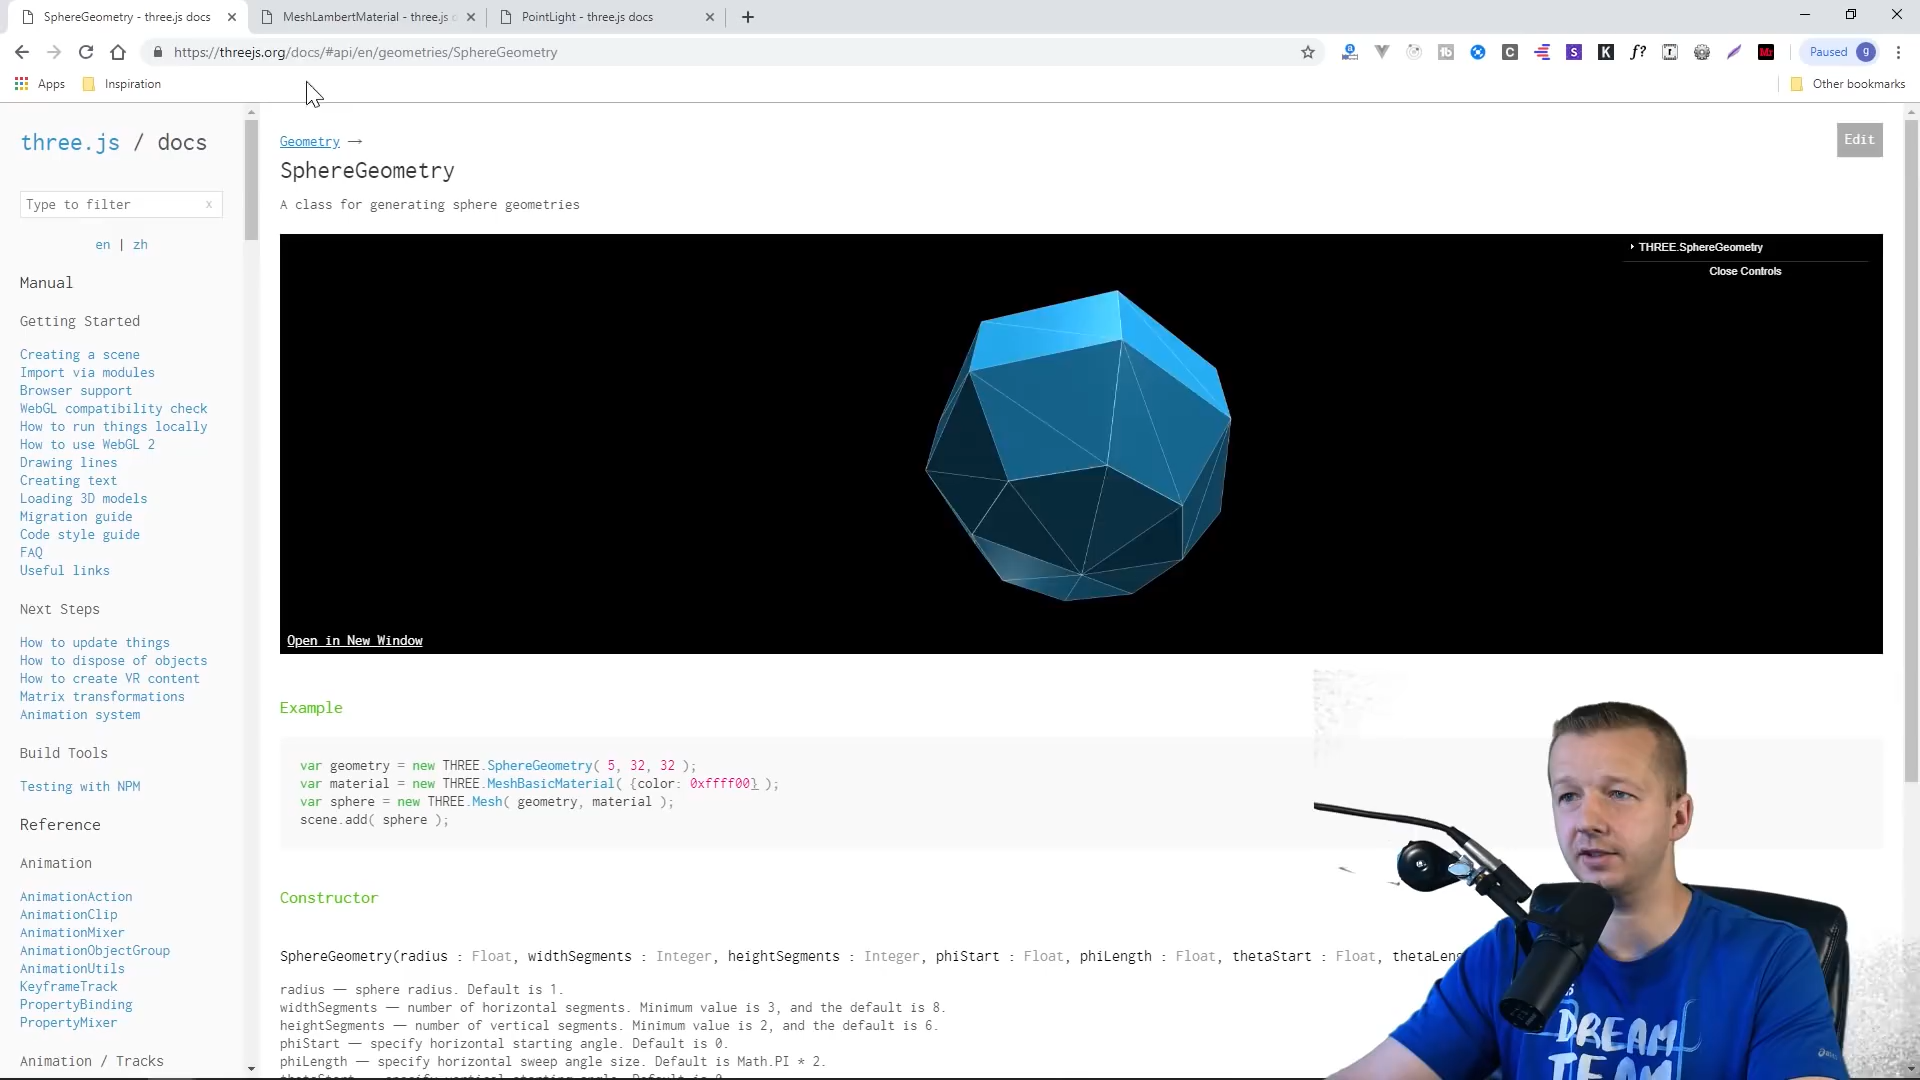 SphereGeometry - three.js docs
MeshLambertMaterial - three.js
PointLight - three.js docs
https://threejs.org/docs/#api/en/geometries/SphereGeometry
Paused
g
Apps
Inspiration
Other bookmarks
three.js / docs
Type to filter
x
en | zh
Manual
Getting Started
Creating a scene
Import via modules
Browser support
WebGL compatibility check
How to run things locally
How to use WebGL 2
Drawing lines
Creating text
Loading 3D models
Migration guide
Code style guide
FAQ
Useful links
Next Steps
How to update things
How to dispose of objects
How to create VR content
Matrix transformations
Animation system
Build Tools
Testing with NPM
Reference
Animation
AnimationAction
AnimationClip
AnimationMixer
AnimationObjectGroup
AnimationUtils
KeyframeTrack
PropertyBinding
PropertyMixer
Animation / Tracks
Geometry →
Edit
SphereGeometry
A class for generating sphere geometries
THREE.SphereGeometry
Close Controls
Open in New Window
Example
var geometry = new THREE.SphereGeometry( 5, 32, 32 );
var material = new THREE.MeshBasicMaterial( {color: 0xffff00} );
var sphere = new THREE.Mesh( geometry, material );
scene.add( sphere );
Constructor
SphereGeometry(radius : Float, widthSegments : Integer, heightSegments : Integer, phiStart : Float, phiLength : Float, thetaStart : Float, thetaLeng
radius — sphere radius. Default is 1.
widthSegments — number of horizontal segments. Minimum value is 3, and the default is 8.
heightSegments — number of vertical segments. Minimum value is 2, and the default is 6.
phiStart — specify horizontal starting angle. Default is 0.
phiLength — specify horizontal sweep angle size. Default is Math.PI * 2.
DREAM
TEAM